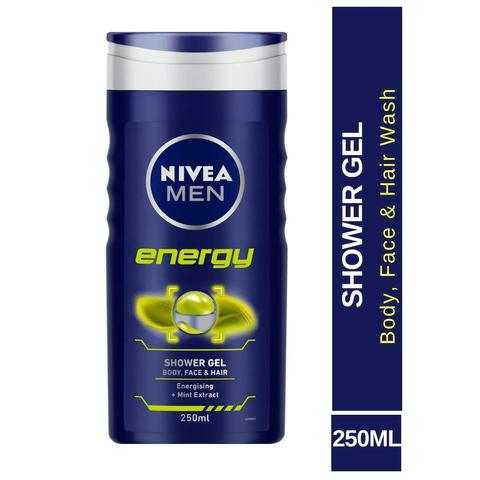 NIVEA
MEN
energy
SHOWER GEL
BODY, FACE & HAIR
Energising
+ Mint Extract
250ml
SHOWER GEL
Body, Face & Hair Wash
250ML